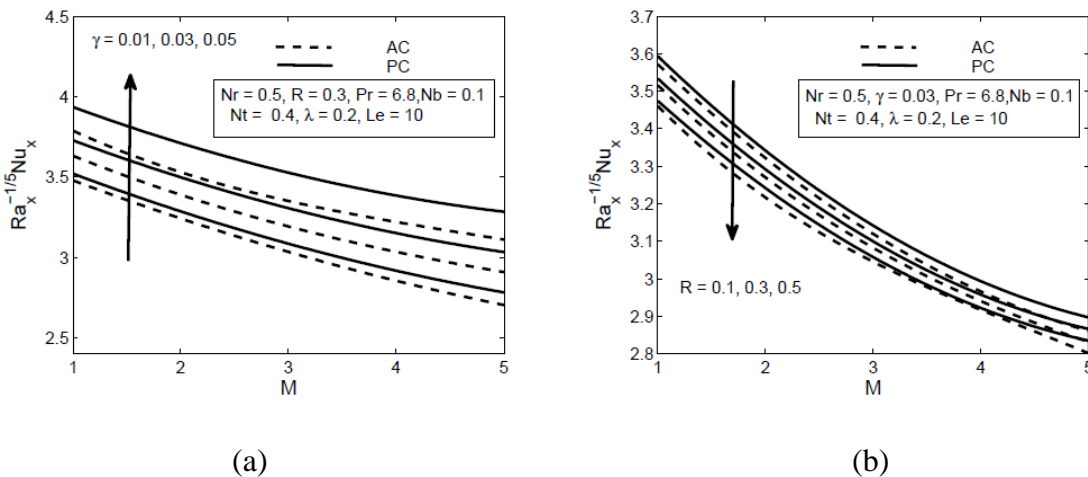 γ = 0.01, 0.03, 0.05
AC
PC
Nr = 0.5, R = 0.3, Pr = 6.8,Nb = 0.1
Nt = 0.4, λ = 0.2, Le = 10
4.5
4
3.5
3
2.5
Ra_x^{-1/5}Nu_x
1 2 3 4 5
M
(a)
AC
PC
Nr = 0.5, γ = 0.03, Pr = 6.8,Nb = 0.1
Nt = 0.4, λ = 0.2, Le = 10
R = 0.1, 0.3, 0.5
3.7
3.6
3.5
3.4
3.3
3.2
3.1
3
2.9
2.8
Ra_x^{-1/5}Nu_x
1 2 3 4 5
M
(b)